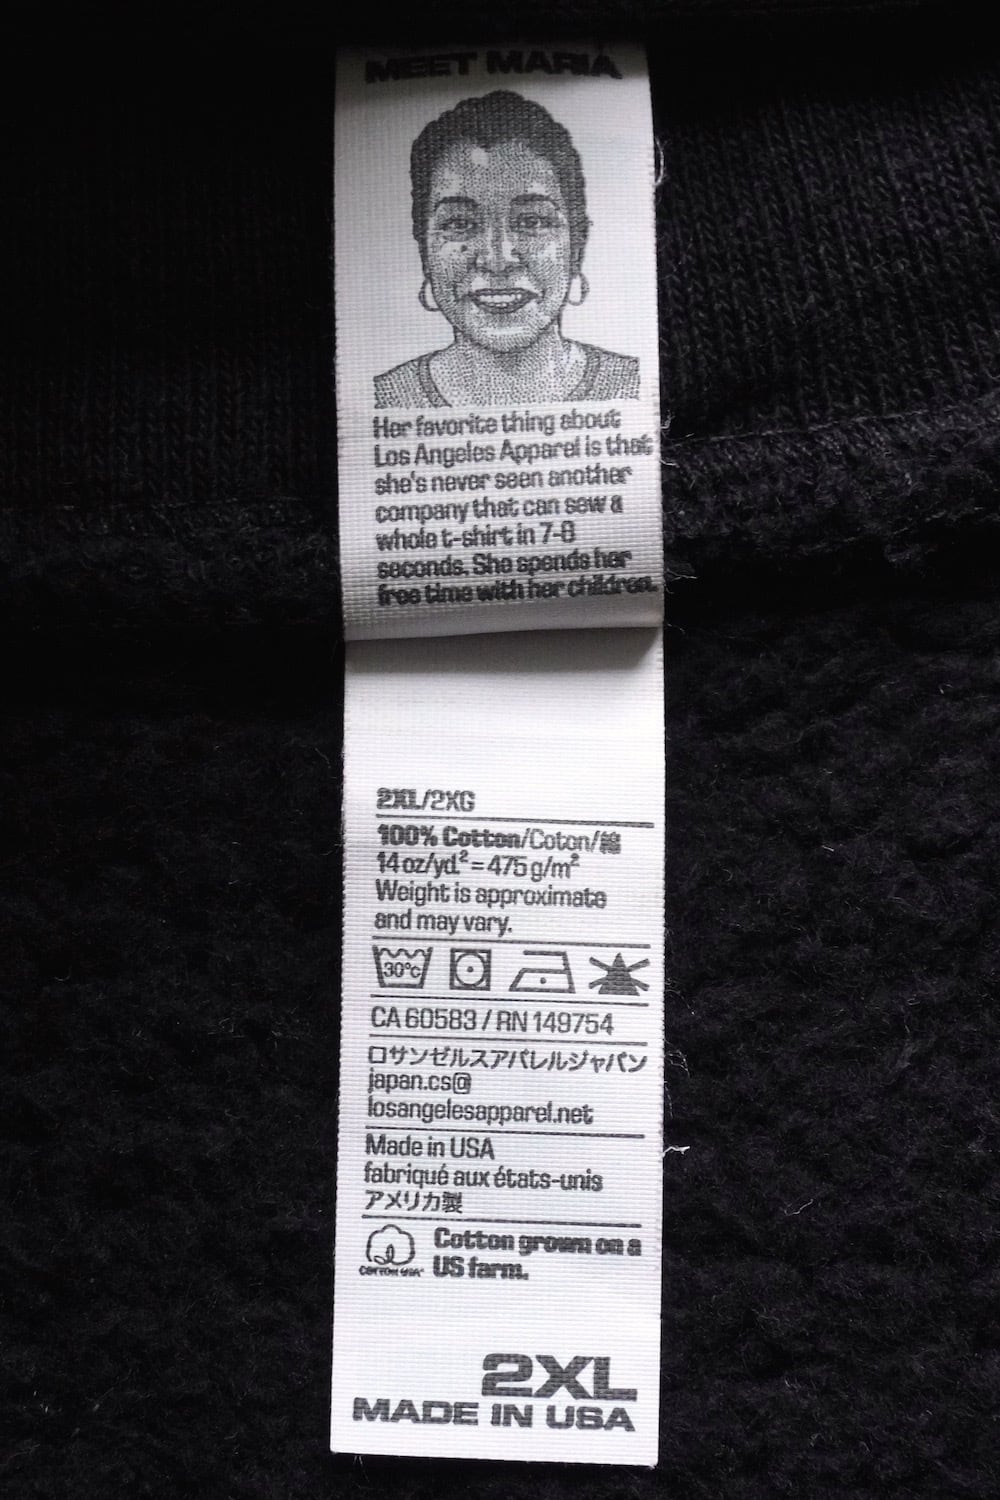 MEET MARIA
Her favorite thing about
Los Angeles Apparel is that
she's never seen another
company that can sew a
whole t-shirt in 7-8
seconds. She spends her
free time with her children.
2XL/2XG
100% Cotton/Coton/綿
14 oz/yd.² = 475 g/m²
Weight is approximate
and may vary.
30°c
CA 60583 / RN 149754
ロサンゼルスアパレルジャパン
japan.cs@
losangelesapparel.net
Made in USA
fabriqué aux états-unis
アメリカ製
Cotton grown on a
COTTON USA US farm.
2XL
MADE IN USA